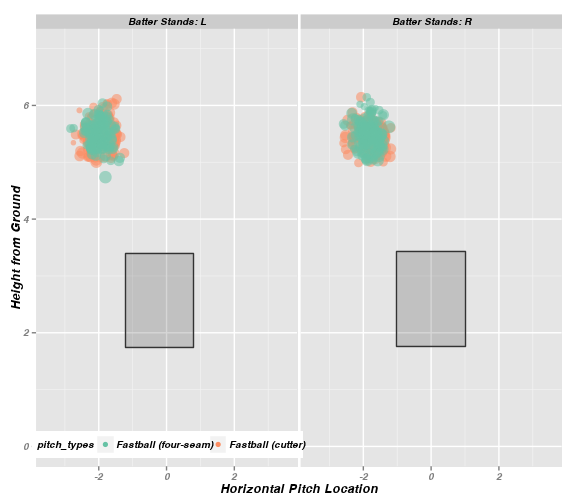 Batter Stands: L
Batter Stands: R
6
4
2
0
Height from Ground
pitch_types Fastball (four-seam) Fastball (cutter)
-2 0 2
-2 0 2
Horizontal Pitch Location